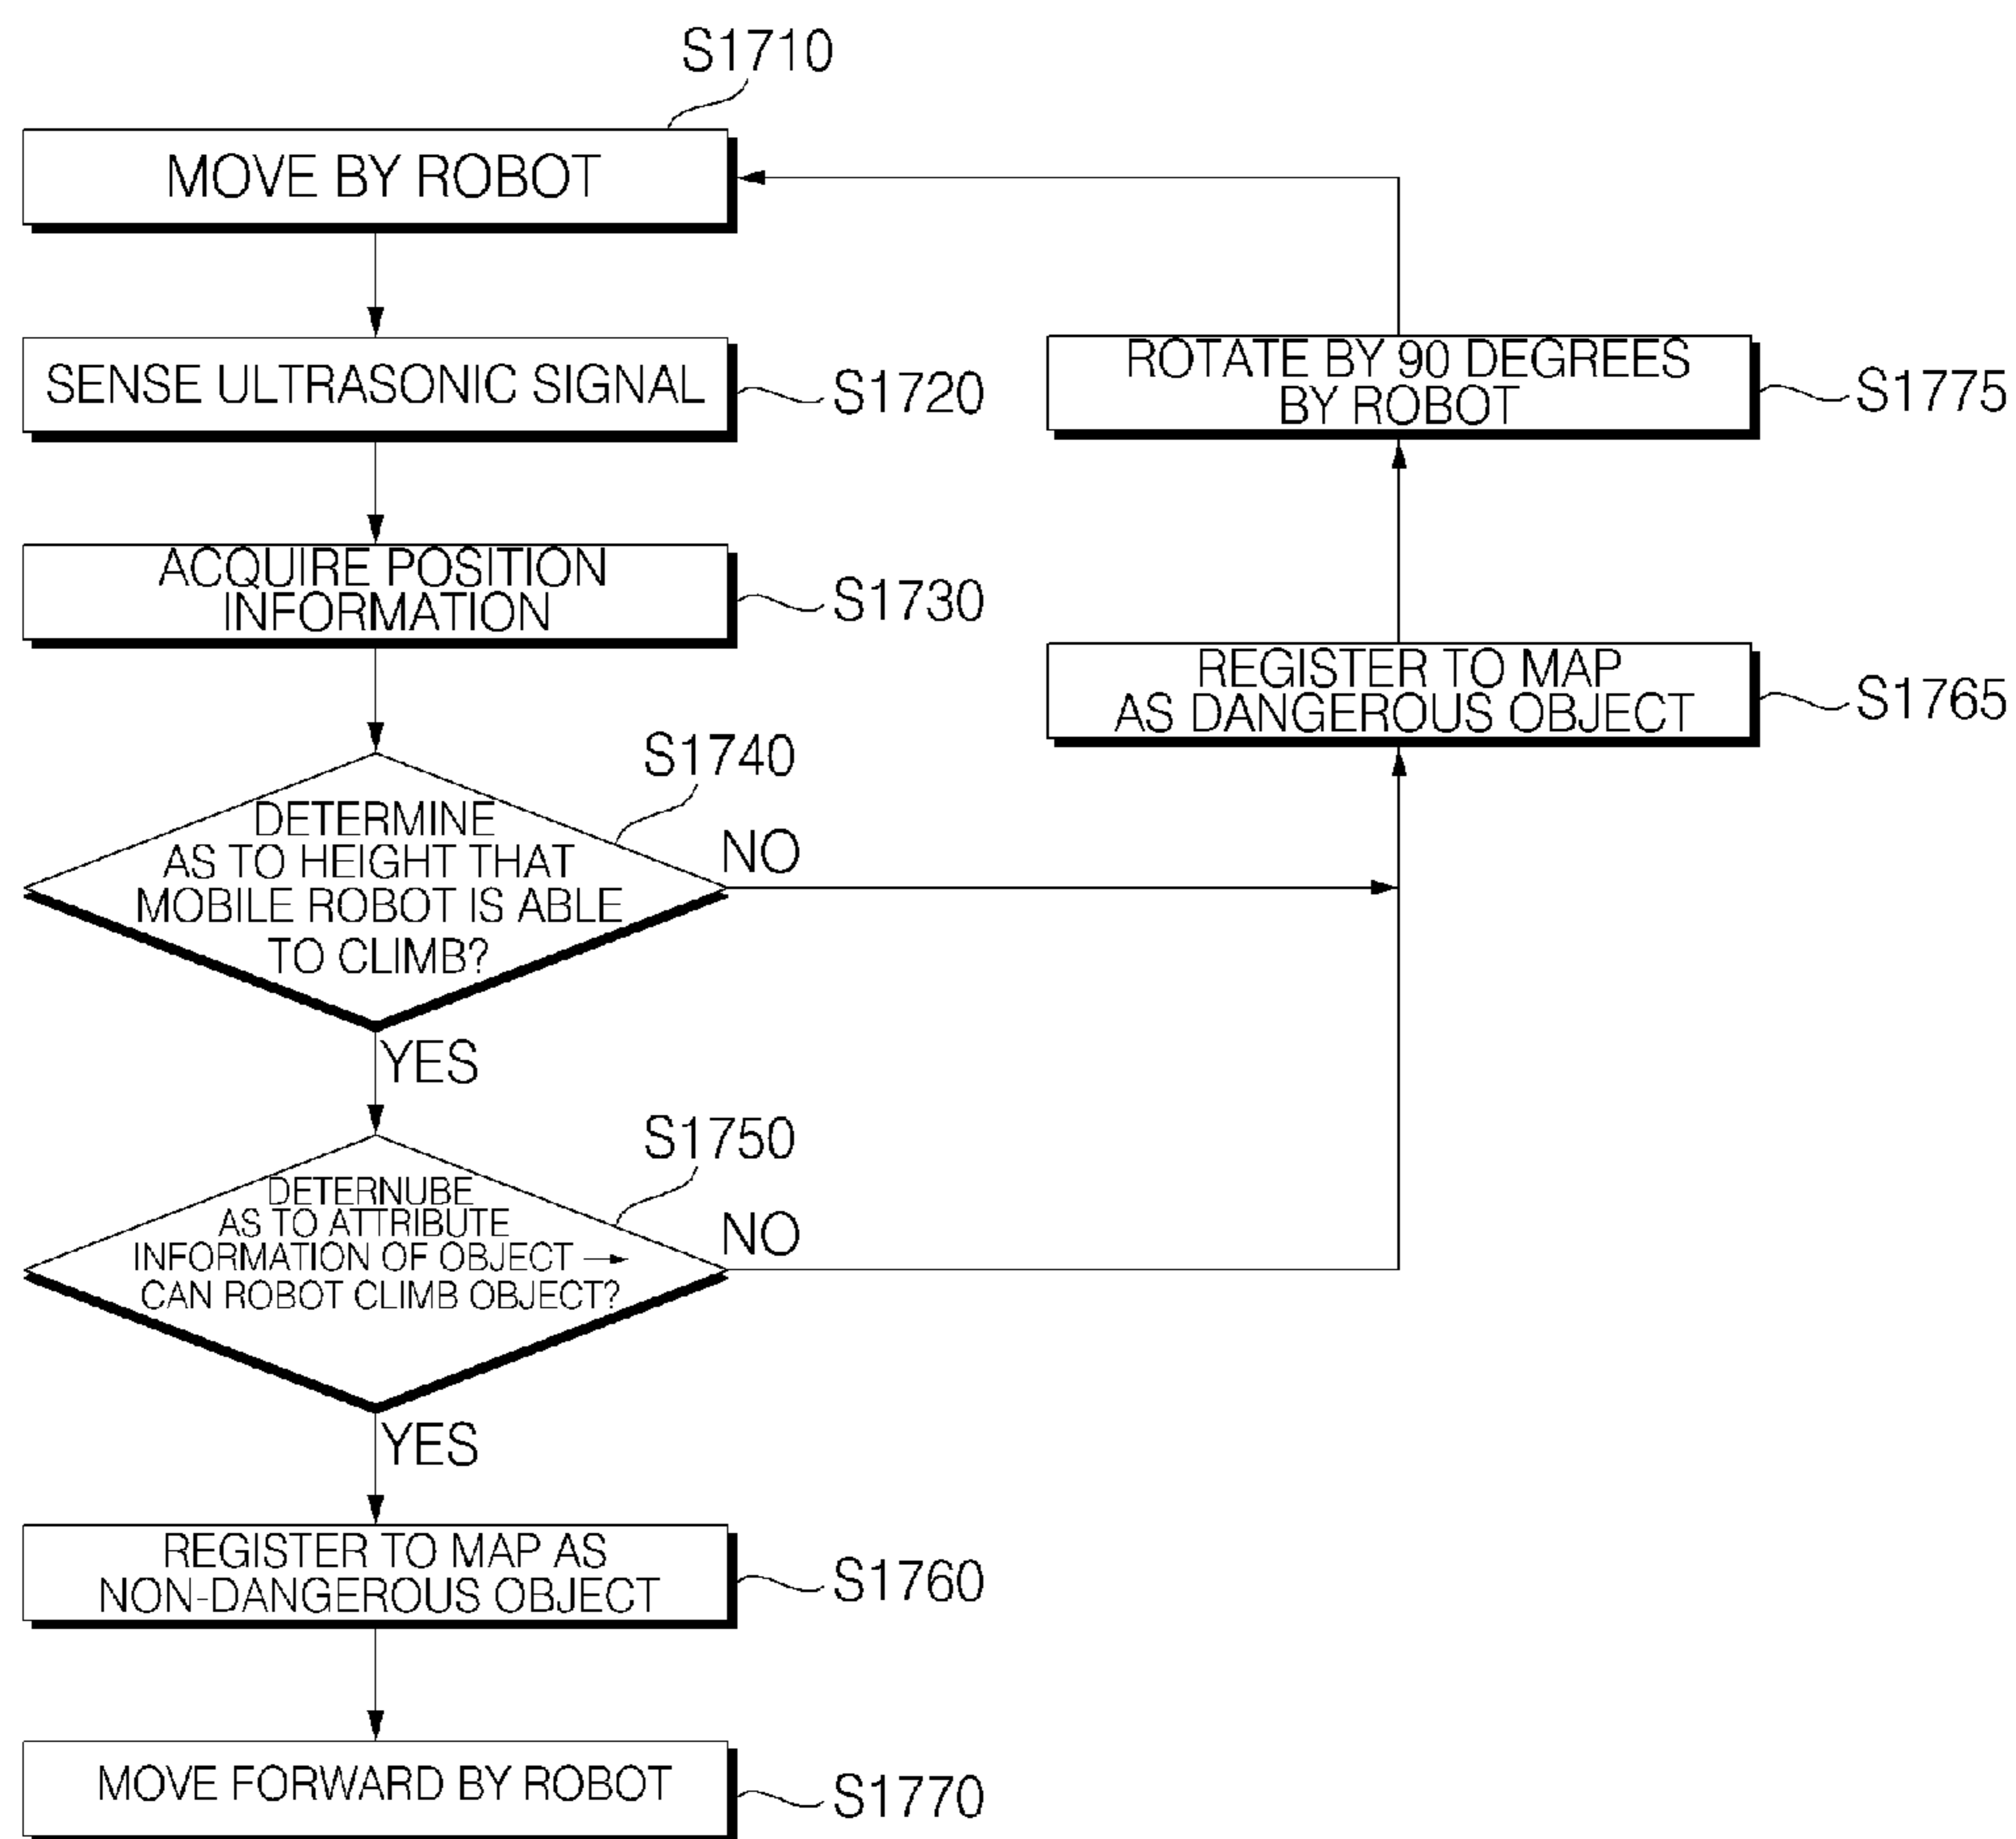 S1710
MOVE BY ROBOT
SENSE ULTRASONIC SIGNAL
S1720
ROTATE BY 90 DEGREES
BY ROBOT
S1775
ACQUIRE POSITION
INFORMATION
S1730
REGISTER TO MAP
AS DANGEROUS OBJECT
S1765
S1740
DETERMINE
AS TO HEIGHT THAT
MOBILE ROBOT IS ABLE
TO CLIMB?
NO
YES
S1750
DETERNUBE
AS TO ATTRIBUTE
INFORMATION OF OBJECT →
CAN ROBOT CLIMB OBJECT?
NO
YES
REGISTER TO MAP AS
NON-DANGEROUS OBJECT
S1760
MOVE FORWARD BY ROBOT
S1770